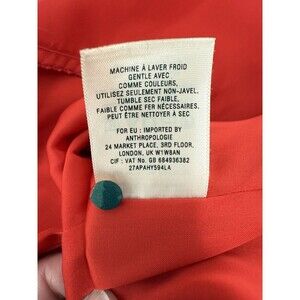 MACHINE À LAVER FROID
GENTLE AVEC
COMME COULEURS,
UTILISEZ SEULEMENT NON-JAVEL,
TUMBLE SEC FAIBLE,
FAIBLE COMME FER NÉCESSAIRES,
PEUT ÊTRE NETTOYER À SEC
FOR EU : IMPORTED BY
ANTHROPOLOGIE
24 MARKET PLACE, 3RD FLOOR,
LONDON, UK W1W8AN
CIF : VAT No: GB 684936382
27APAHY594LA